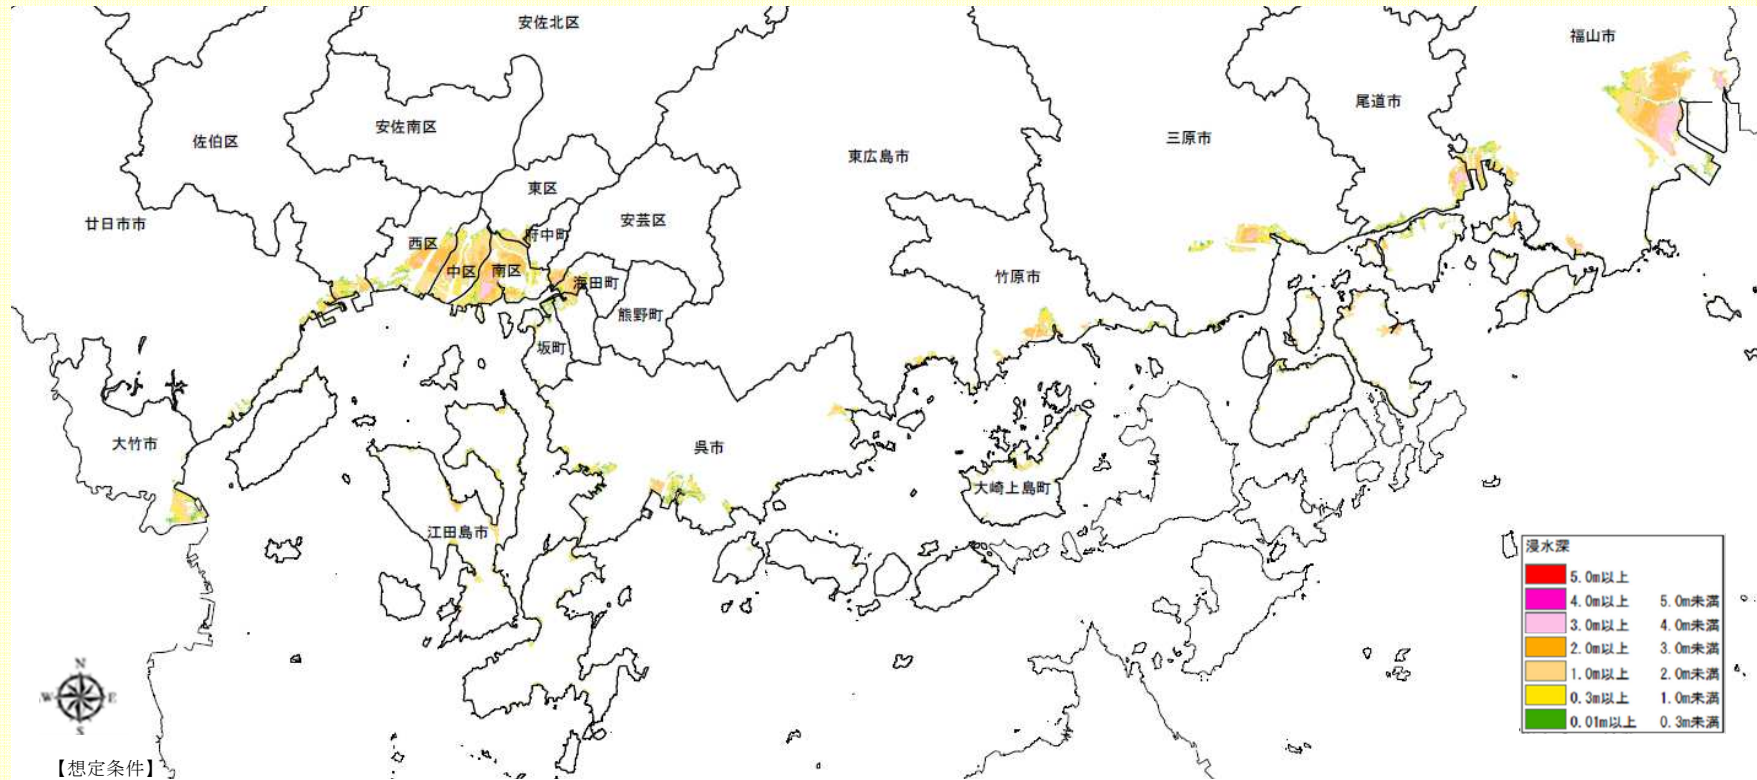 安佐北区
福山市
尾道市
安佐南区
佐伯区
三原市
東広島市
東区
安芸区
廿日市市
府中町
西区
中区
南区
竹原市
海田町
熊野町
坂町
大竹市
呉市
大崎上島町
江田島市
浸水深
5.0m以上
4.0m以上 5.0m未満
3.0m以上 4.0m未満
2.0m以上 3.0m未満
1.0m以上 2.0m未満
0.3m以上 1.0m未満
0.01m以上 0.3m未満
N
W E
S
【想定条件】